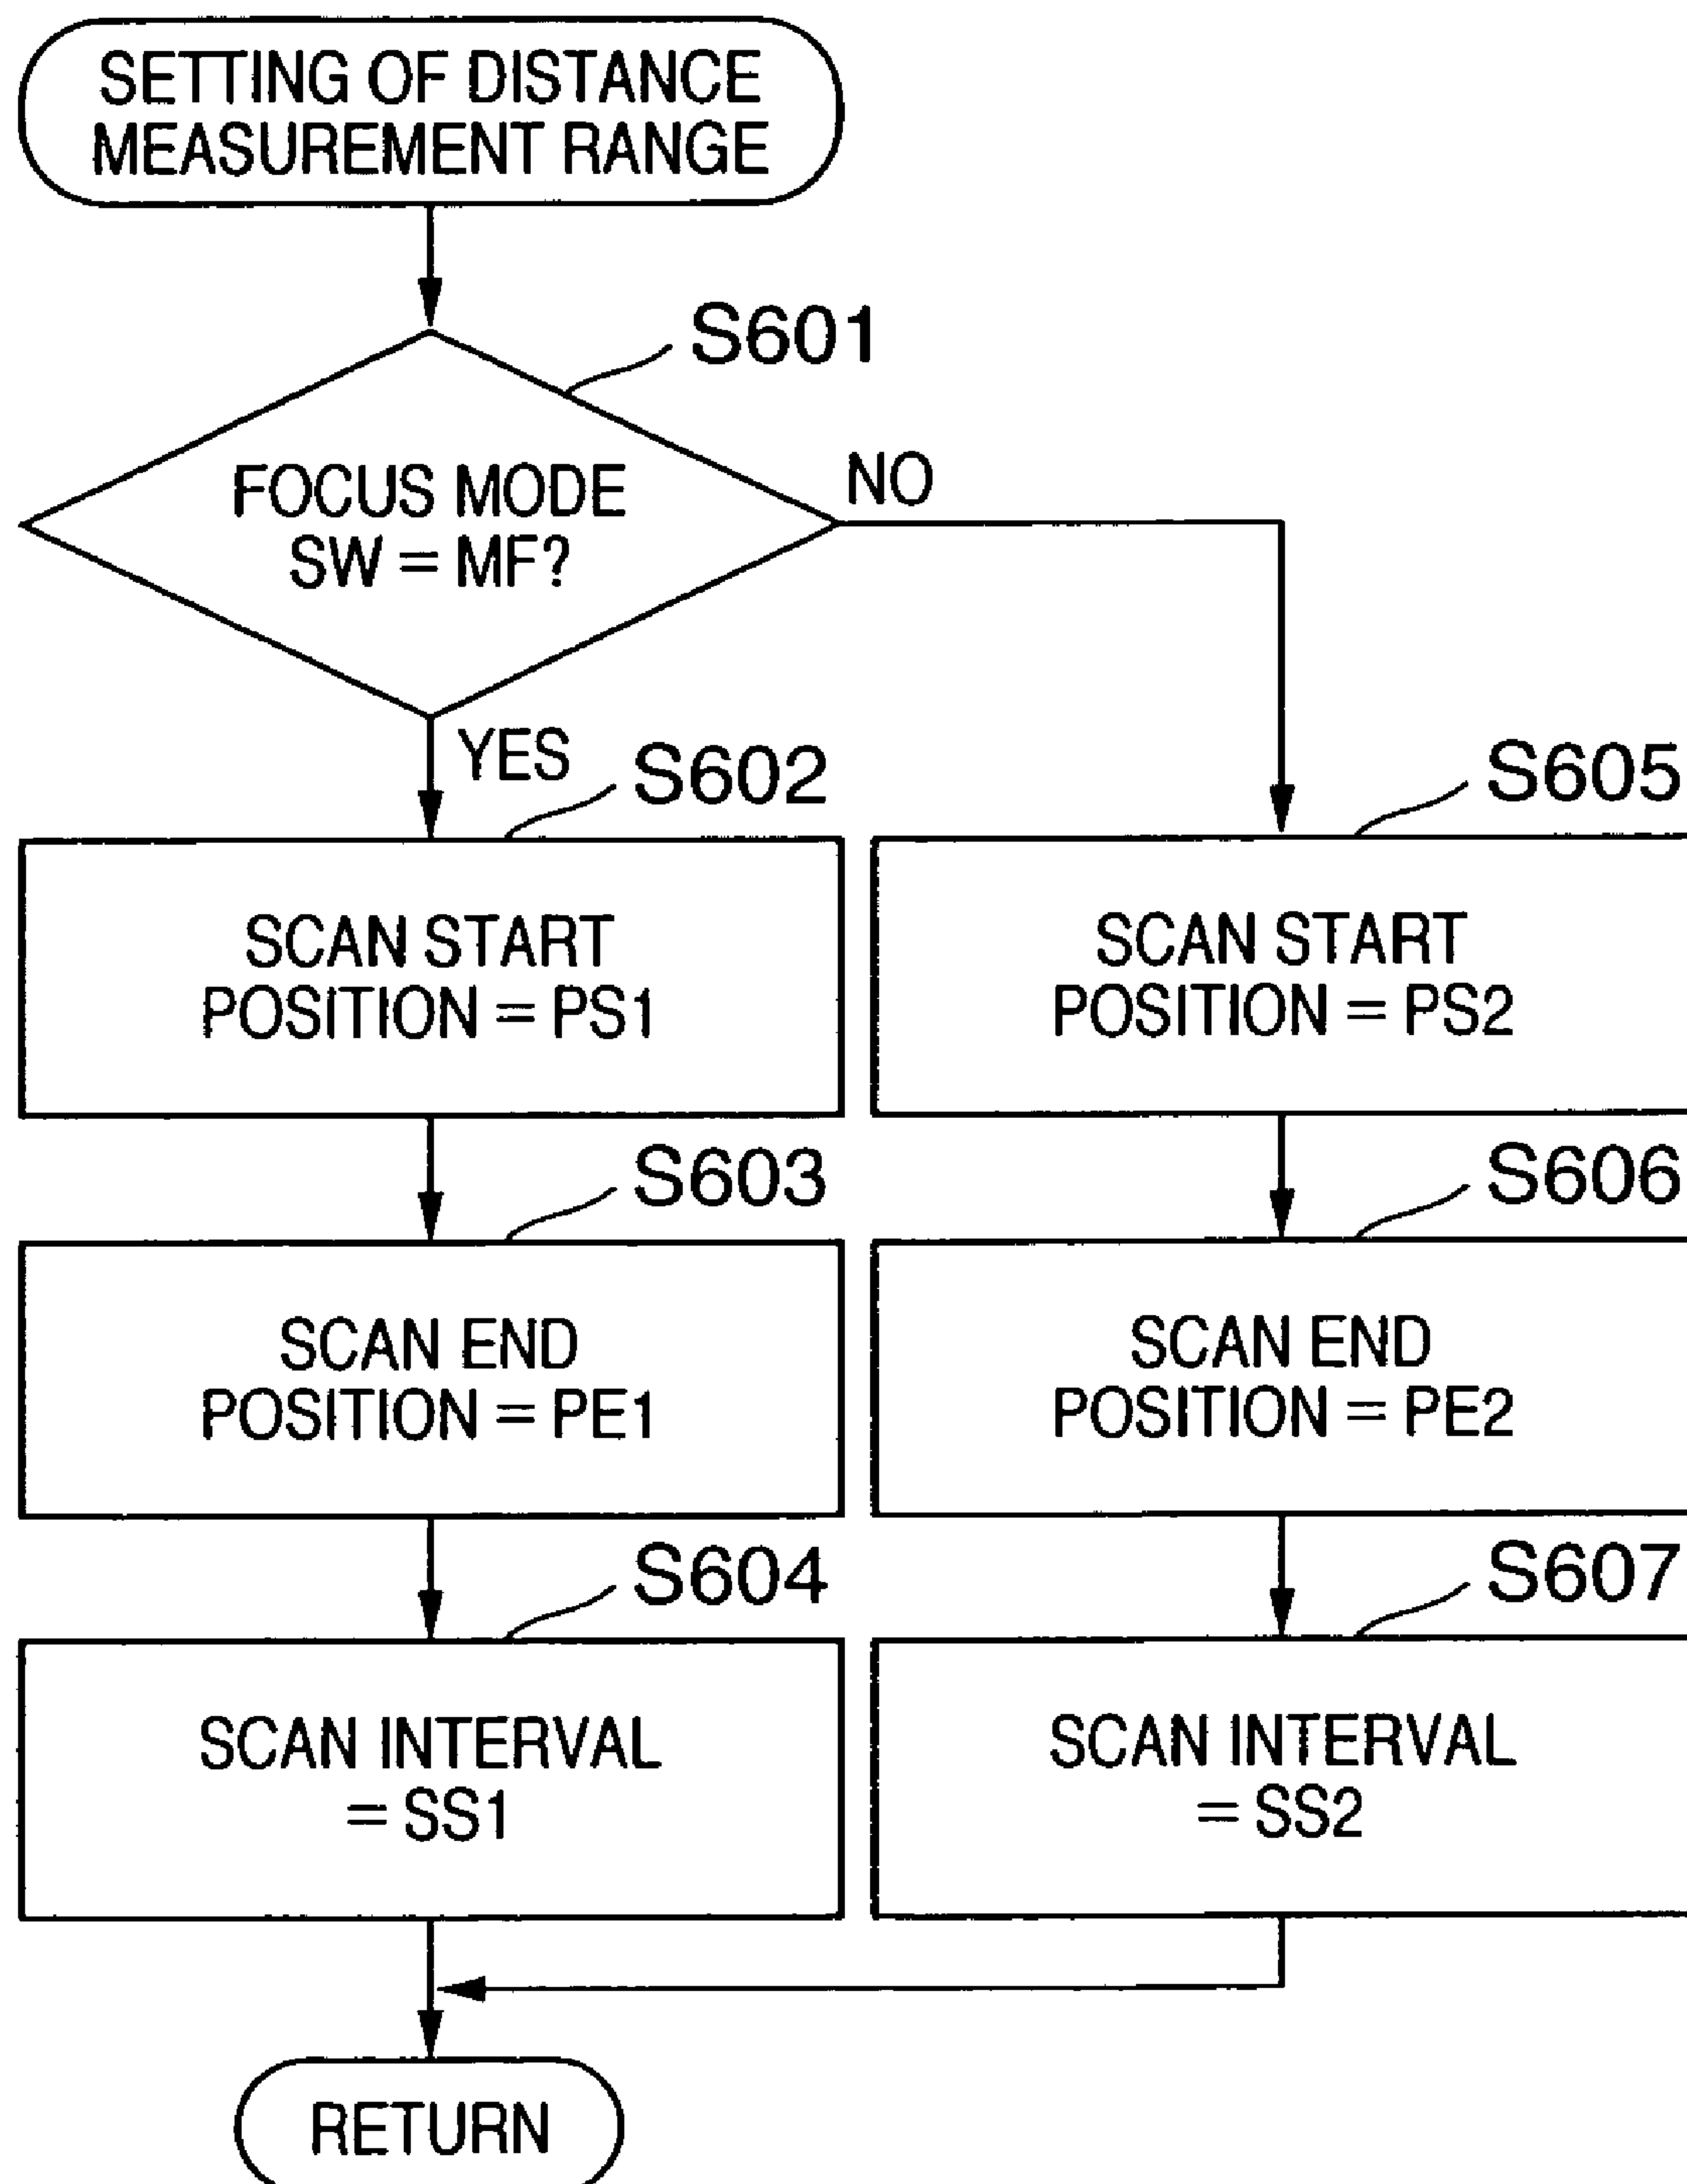 SETTING OF DISTANCE
MEASUREMENT RANGE
S601
FOCUS MODE
SW = MF?
NO
YES
S602
SCAN START
POSITION = PS1
S603
SCAN END
POSITION = PE1
S604
SCAN INTERVAL
= SS1
S605
SCAN START
POSITION = PS2
S606
SCAN END
POSITION = PE2
S607
SCAN INTERVAL
= SS2
RETURN